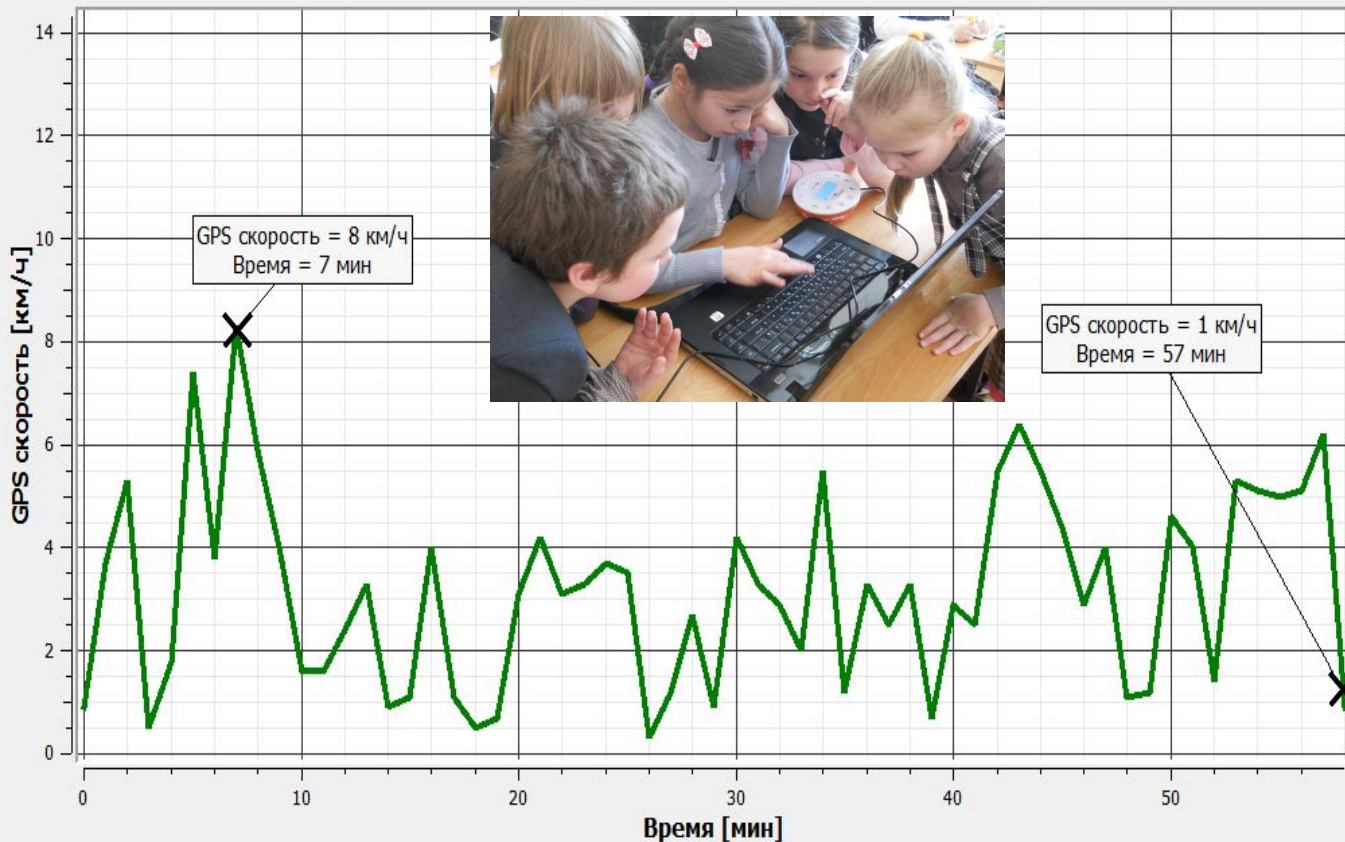 14
12
10
8
6
4
2
0
GPS скорость [км/ч]
GPS скорость = 8 км/ч
Время = 7 мин
GPS скорость = 1 км/ч
Время = 57 мин
0 10 20 30 40 50
Время [мин]